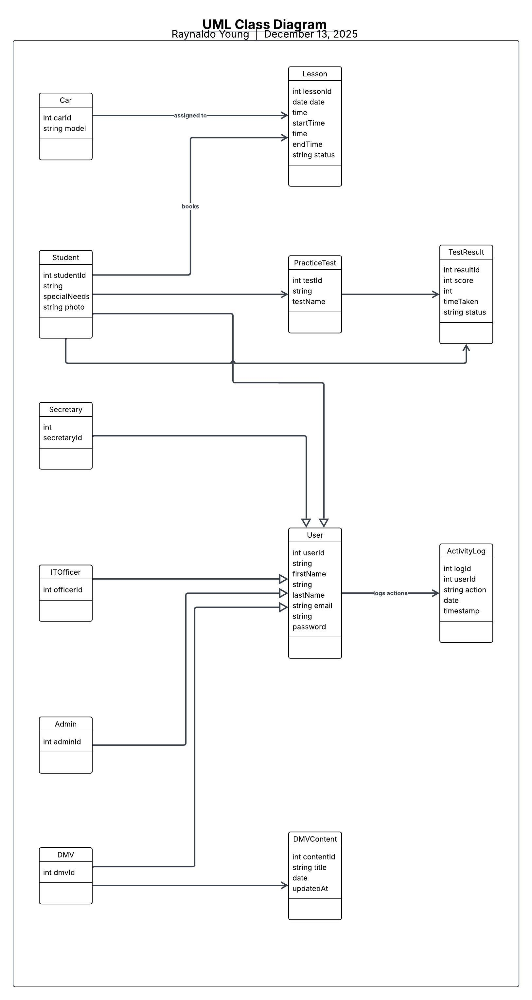 UML Class Diagram
Raynaldo Young | December 13, 2025
Lesson
int lessonId
date date
time
startTime
time
endTime
string status
Car
int carId
string model
assigned to
books
Student
int studentId
string
specialNeeds
string photo
PracticeTest
int testId
string
testName
TestResult
int resultId
int score
int
timeTaken
string status
Secretary
int
secretaryId
User
int userId
string
firstName
string
lastName
string email
string
password
ITOfficer
int officerId
logs actions
ActivityLog
int logId
int userId
string action
date
timestamp
Admin
int adminId
DMV
int dmvId
DMVContent
int contentId
string title
date
updatedAt